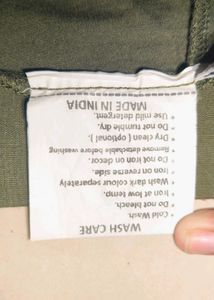 WASH CARE
• Cold Wash.
• Do not bleach.
• Iron at low temp.
• Wash dark colour separately
• Iron on reverse side.
• Do not iron on decor.
Remove detachable before washing
• Dry clean ( optional ).
• Do not tumble dry.
• Use mild detergent.
MADE IN INDIA